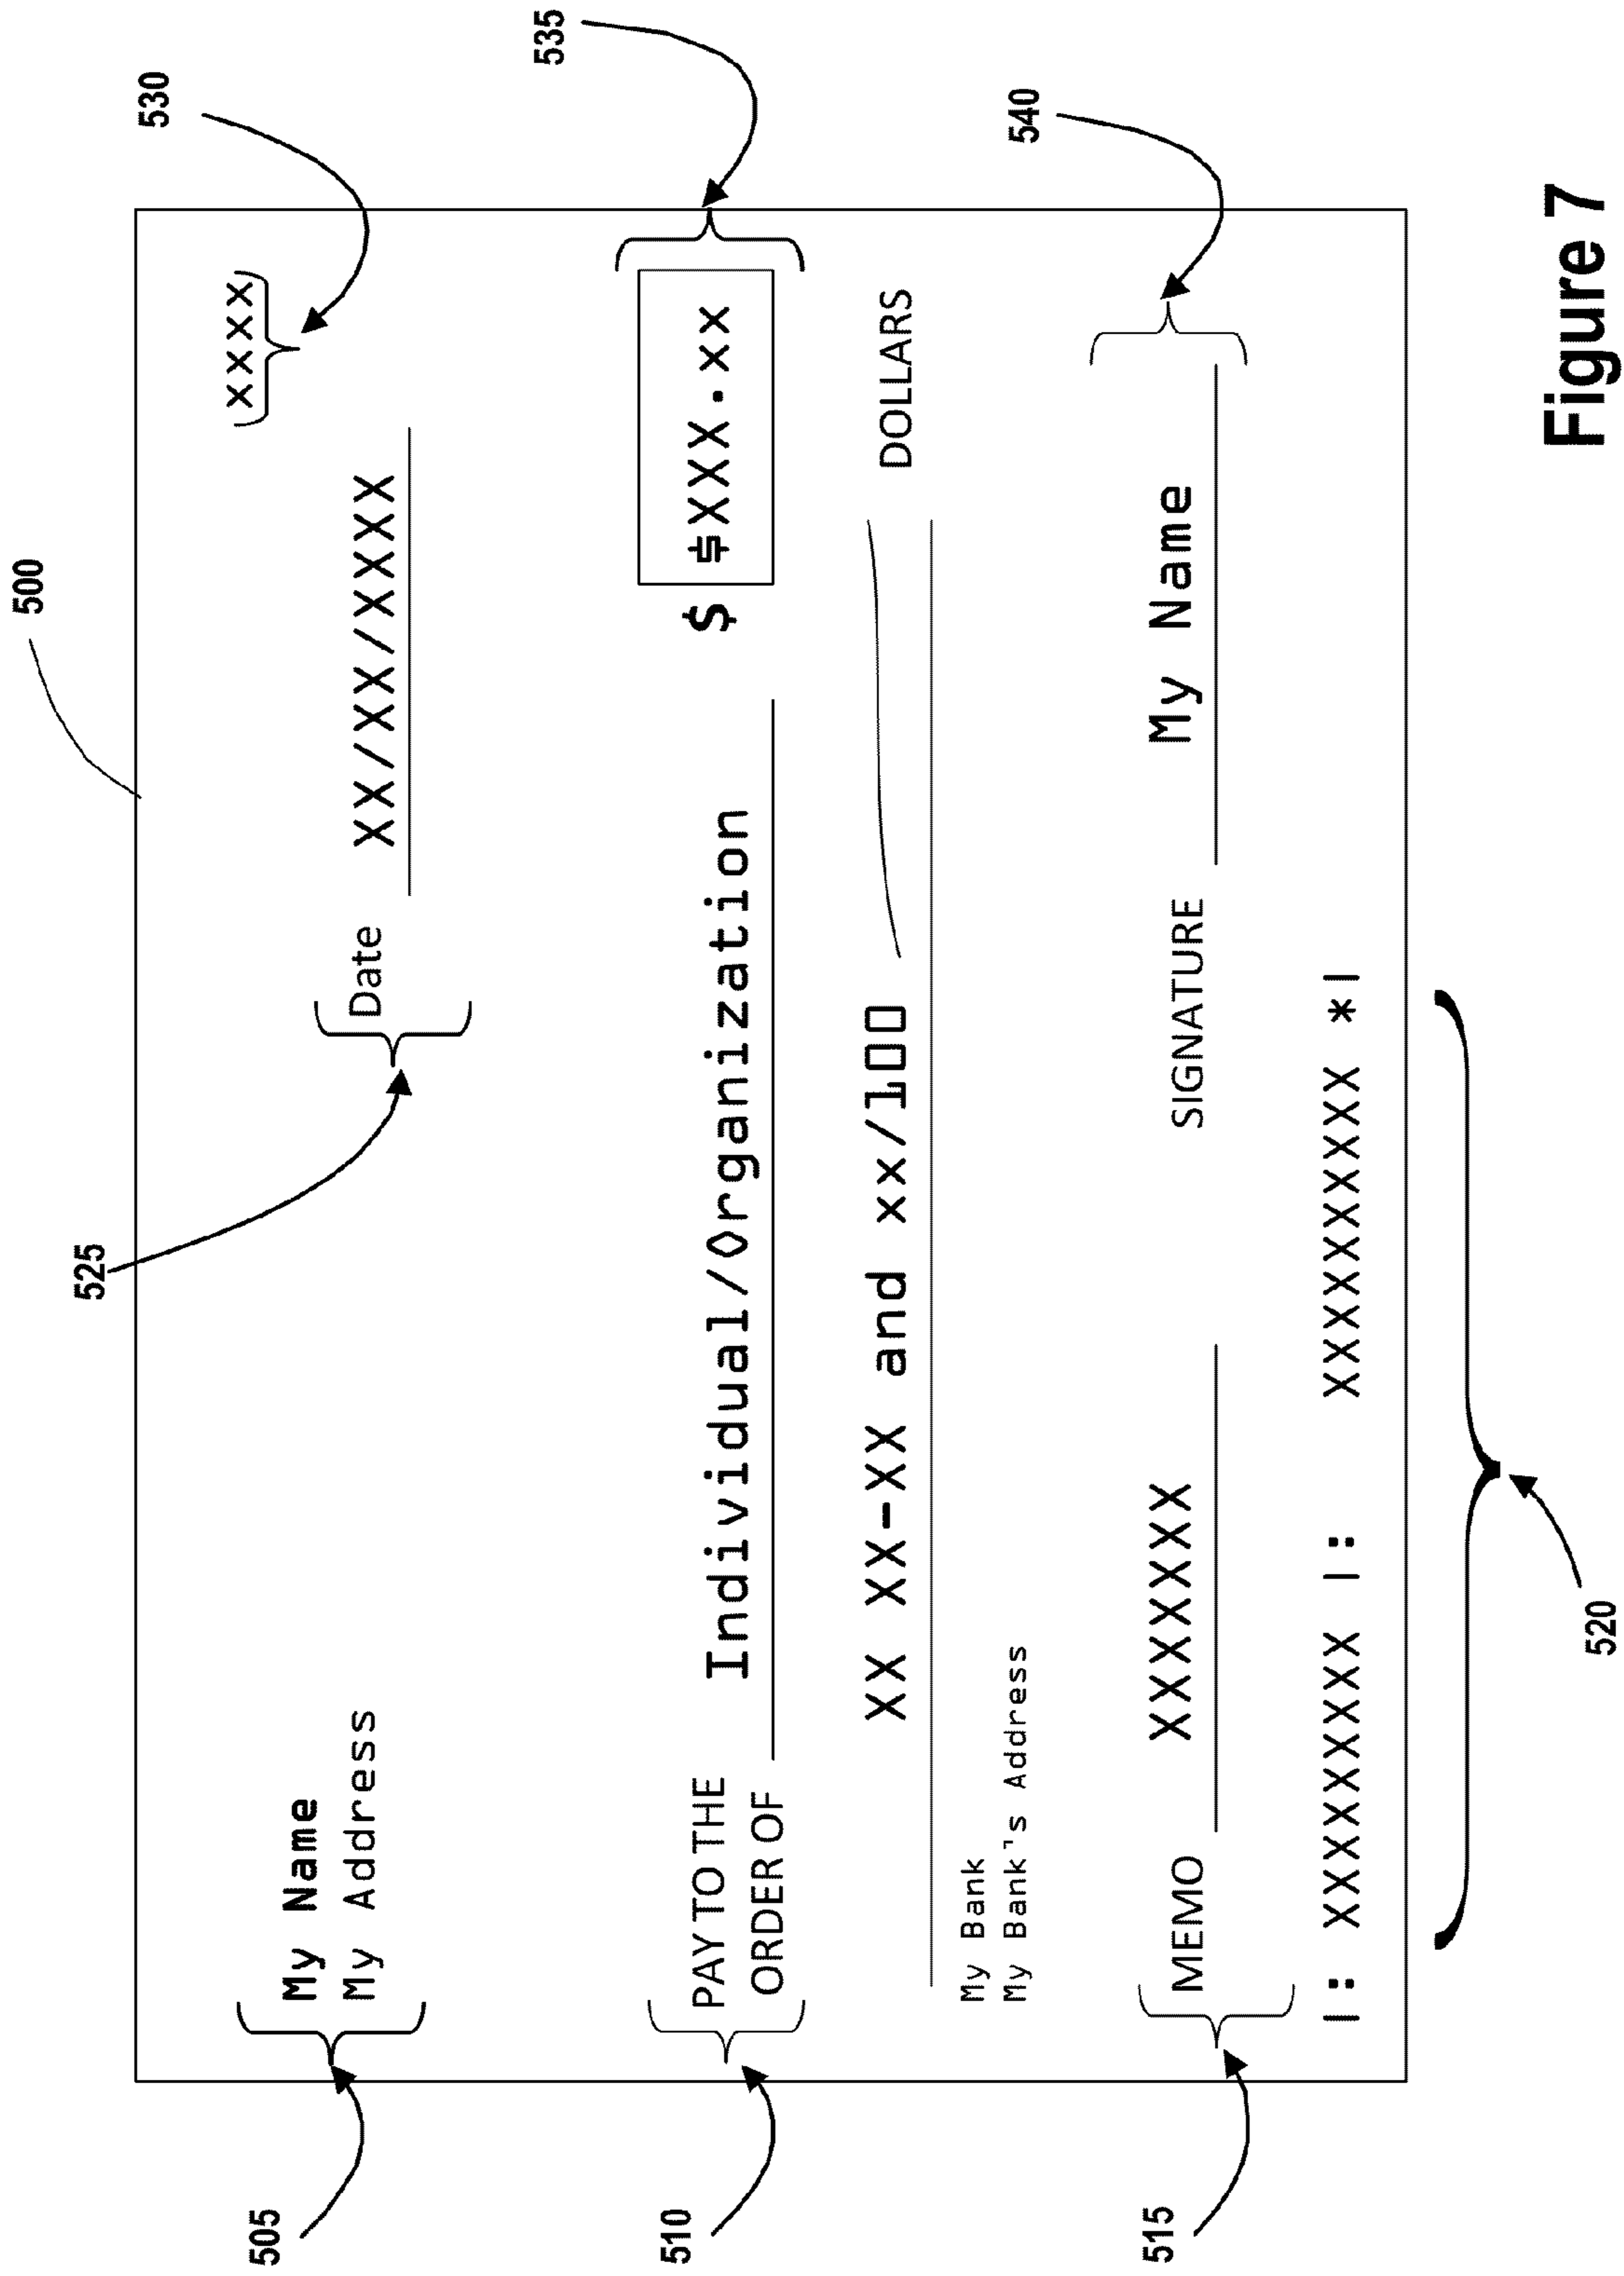 500
530
xxxx
525
Date XX/XX/XXXX
505
My Name
My Address
535
510
PAY TO THE
ORDER OF Individual/Organization $ $XXX.xx
XX XX-XX and xx/100 DOLLARS
My Bank
My Bank's Address
540
515
MEMO XXXXXXX SIGNATURE My Name
|: XXXXXXXXX |: XXXXXXXXXX *|
520
Figure 7